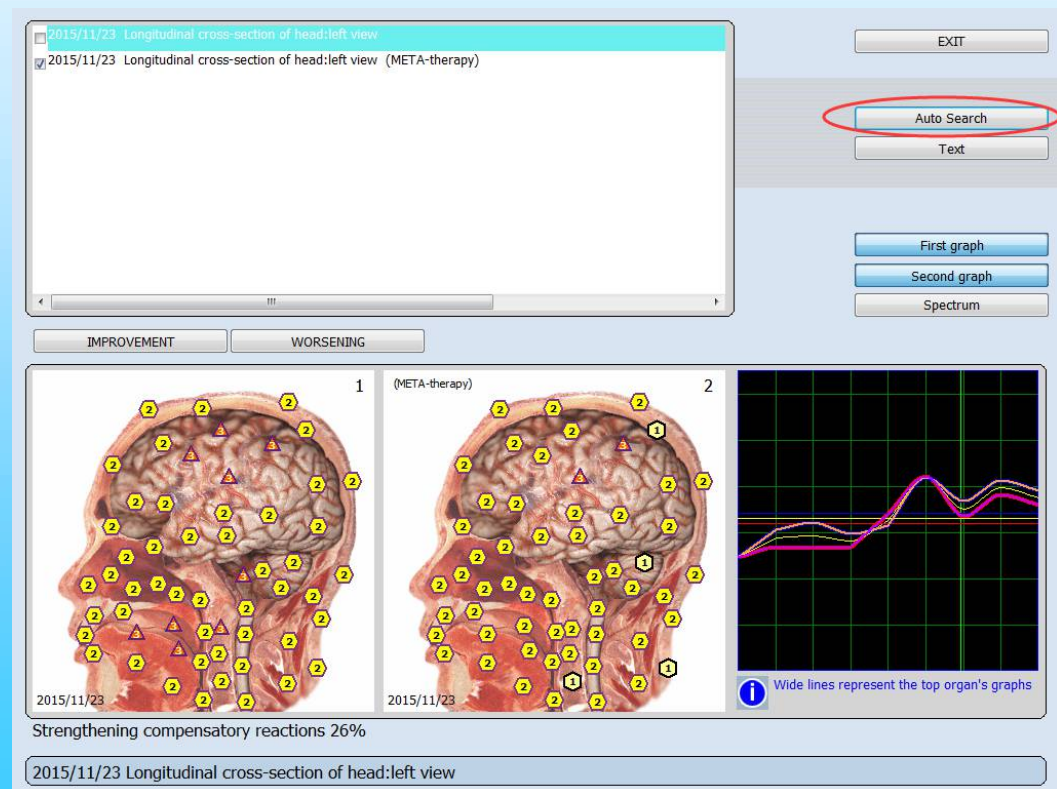 2015/11/23 Longitudinal cross-section of head:left view
2015/11/23 Longitudinal cross-section of head:left view (META-therapy)
EXIT
Auto Search
Text
First graph
Second graph
Spectrum
IMPROVEMENT
WORSENING
1
2015/11/23
(META-therapy)
2
2015/11/23
Wide lines represent the top organ's graphs
Strengthening compensatory reactions 26%
2015/11/23 Longitudinal cross-section of head:left view